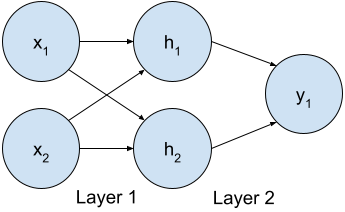 x₁ h₁
y₁
x₂ h₂
Layer 1 Layer 2